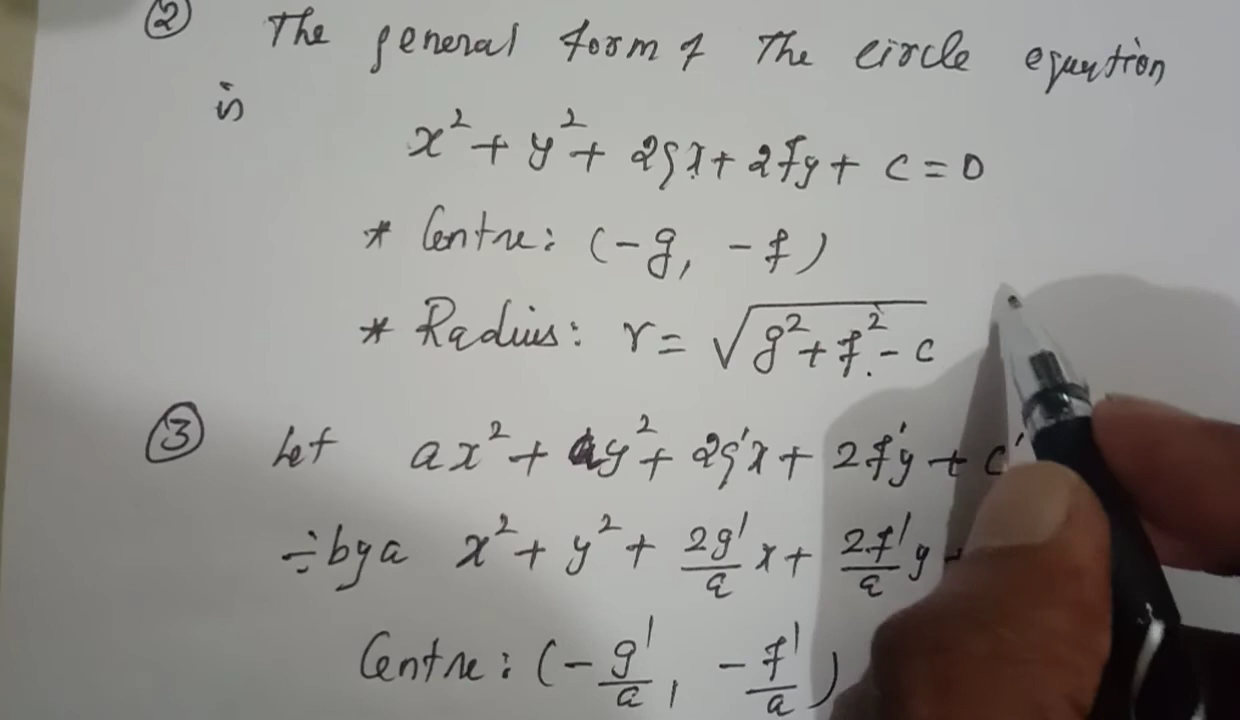 ② The general form of The circle equation
is
x² + y² + 2gx + 2fy + c = 0
* Centre: (-g, -f)
* Radius: r = √(g² + f² - c)
③ Let ax² + ay² + 2g'x + 2f'y + c'
÷ by a x² + y² + 2g'/a x + 2f'/a y +
Centre: (-g'/a, -f'/a)